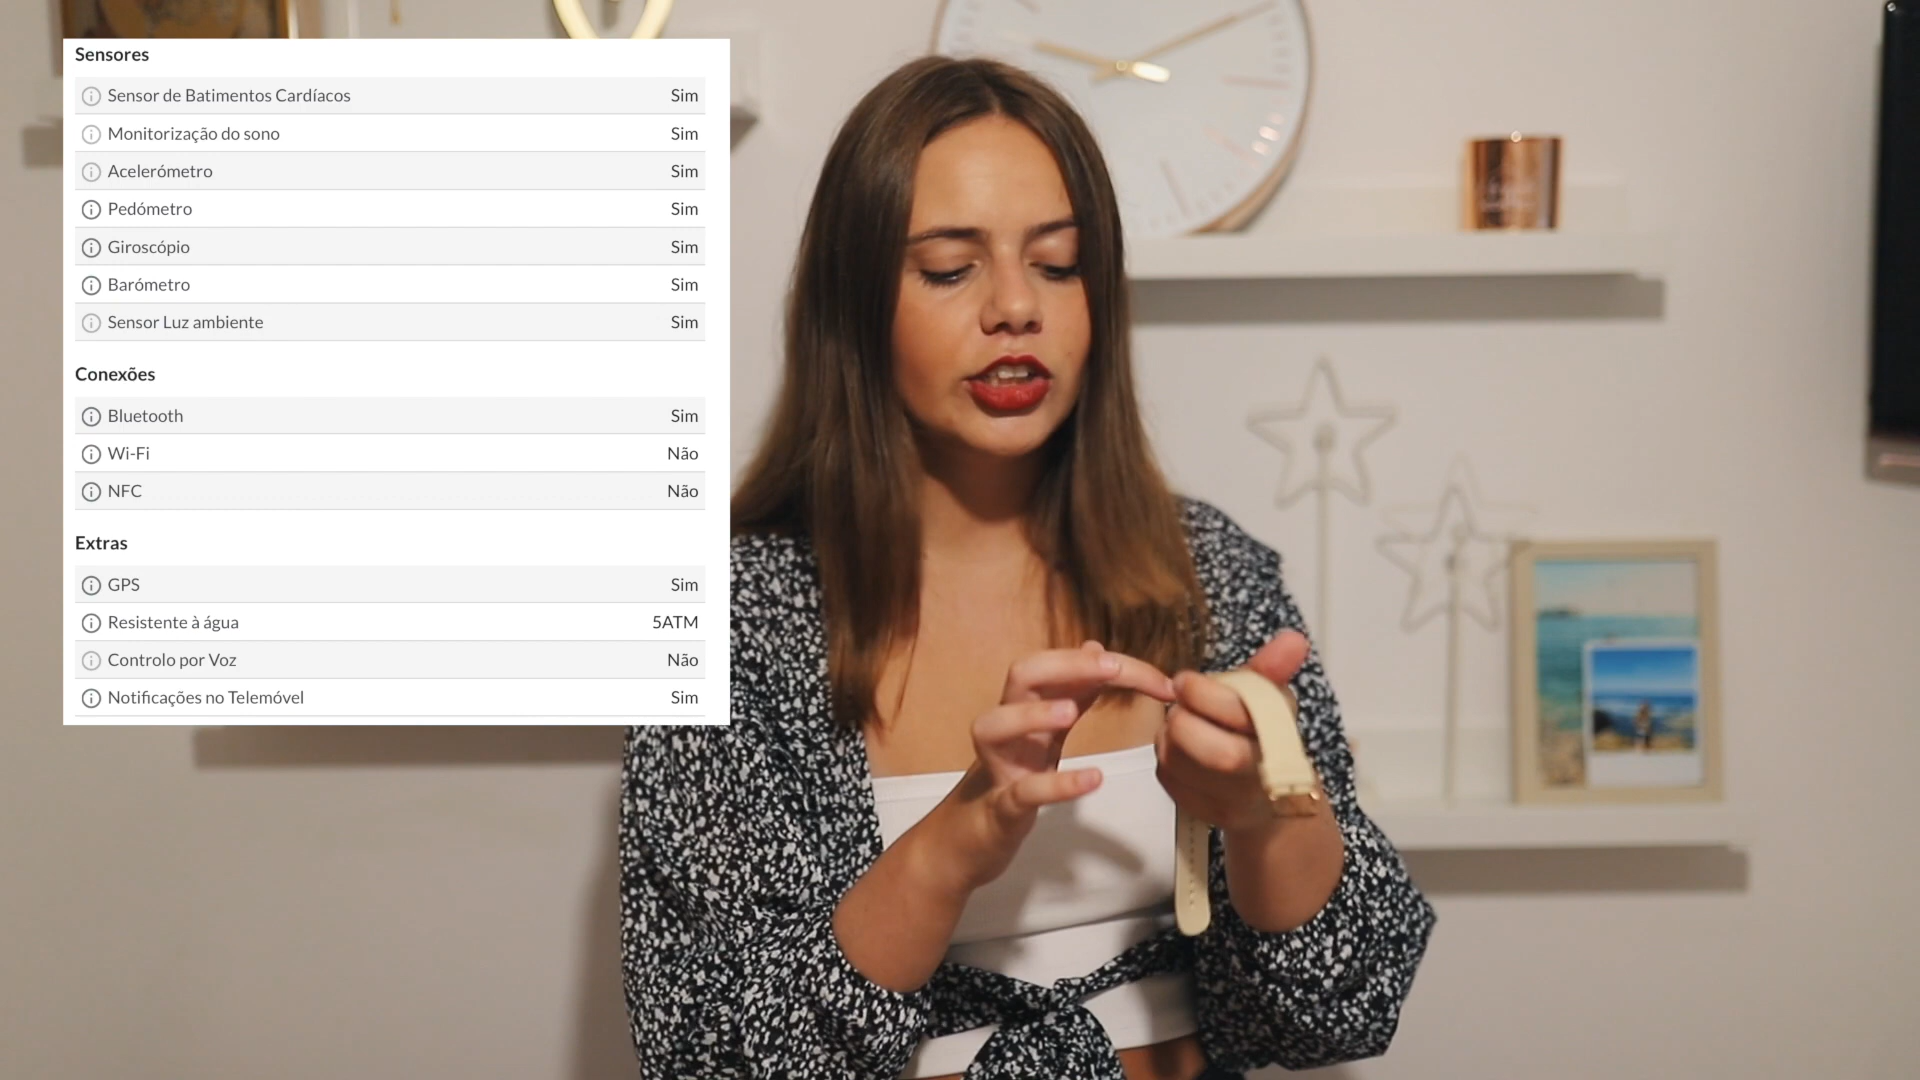 Sensores
Sensor de Batimentos Cardíacos Sim
Monitorização do sono Sim
Acelerómetro Sim
Pedómetro Sim
Giroscópio Sim
Barómetro Sim
Sensor Luz ambiente Sim
Conexões
Bluetooth Sim
Wi-Fi Não
NFC Não
Extras
GPS Sim
Resistente à água 5ATM
Controlo por Voz Não
Notificações no Telemóvel Sim